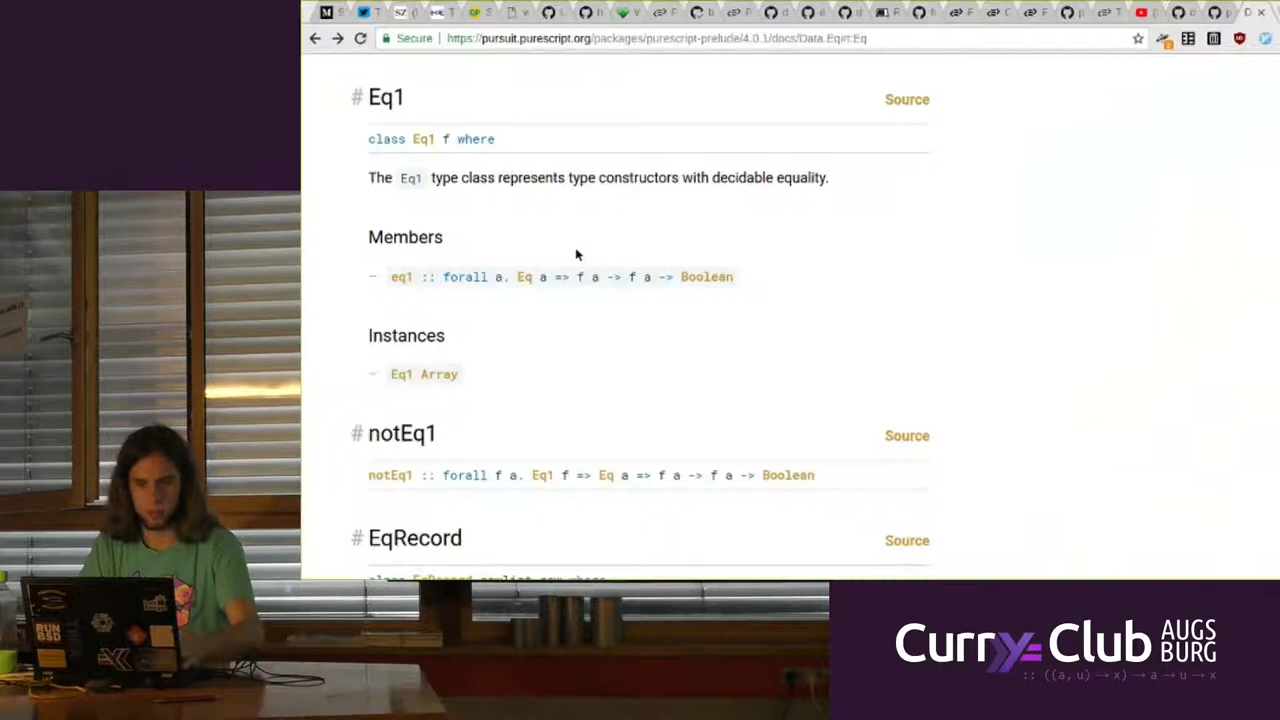 Secure https://pursuit.purescript.org/packages/purescript-prelude/4.0.1/docs/Data.Eq#t:Eq
# Eq1
Source
class Eq1 f where
The Eq1 type class represents type constructors with decidable equality.
Members
eq1 :: forall a. Eq a => f a -> f a -> Boolean
Instances
Eq1 Array
# notEq1
Source
notEq1 :: forall f a. Eq1 f => Eq a => f a -> f a -> Boolean
# EqRecord
Source
RUN
BSD
Curry Club AUGS
BURG
:: ((a, u) → x) → a → u → x